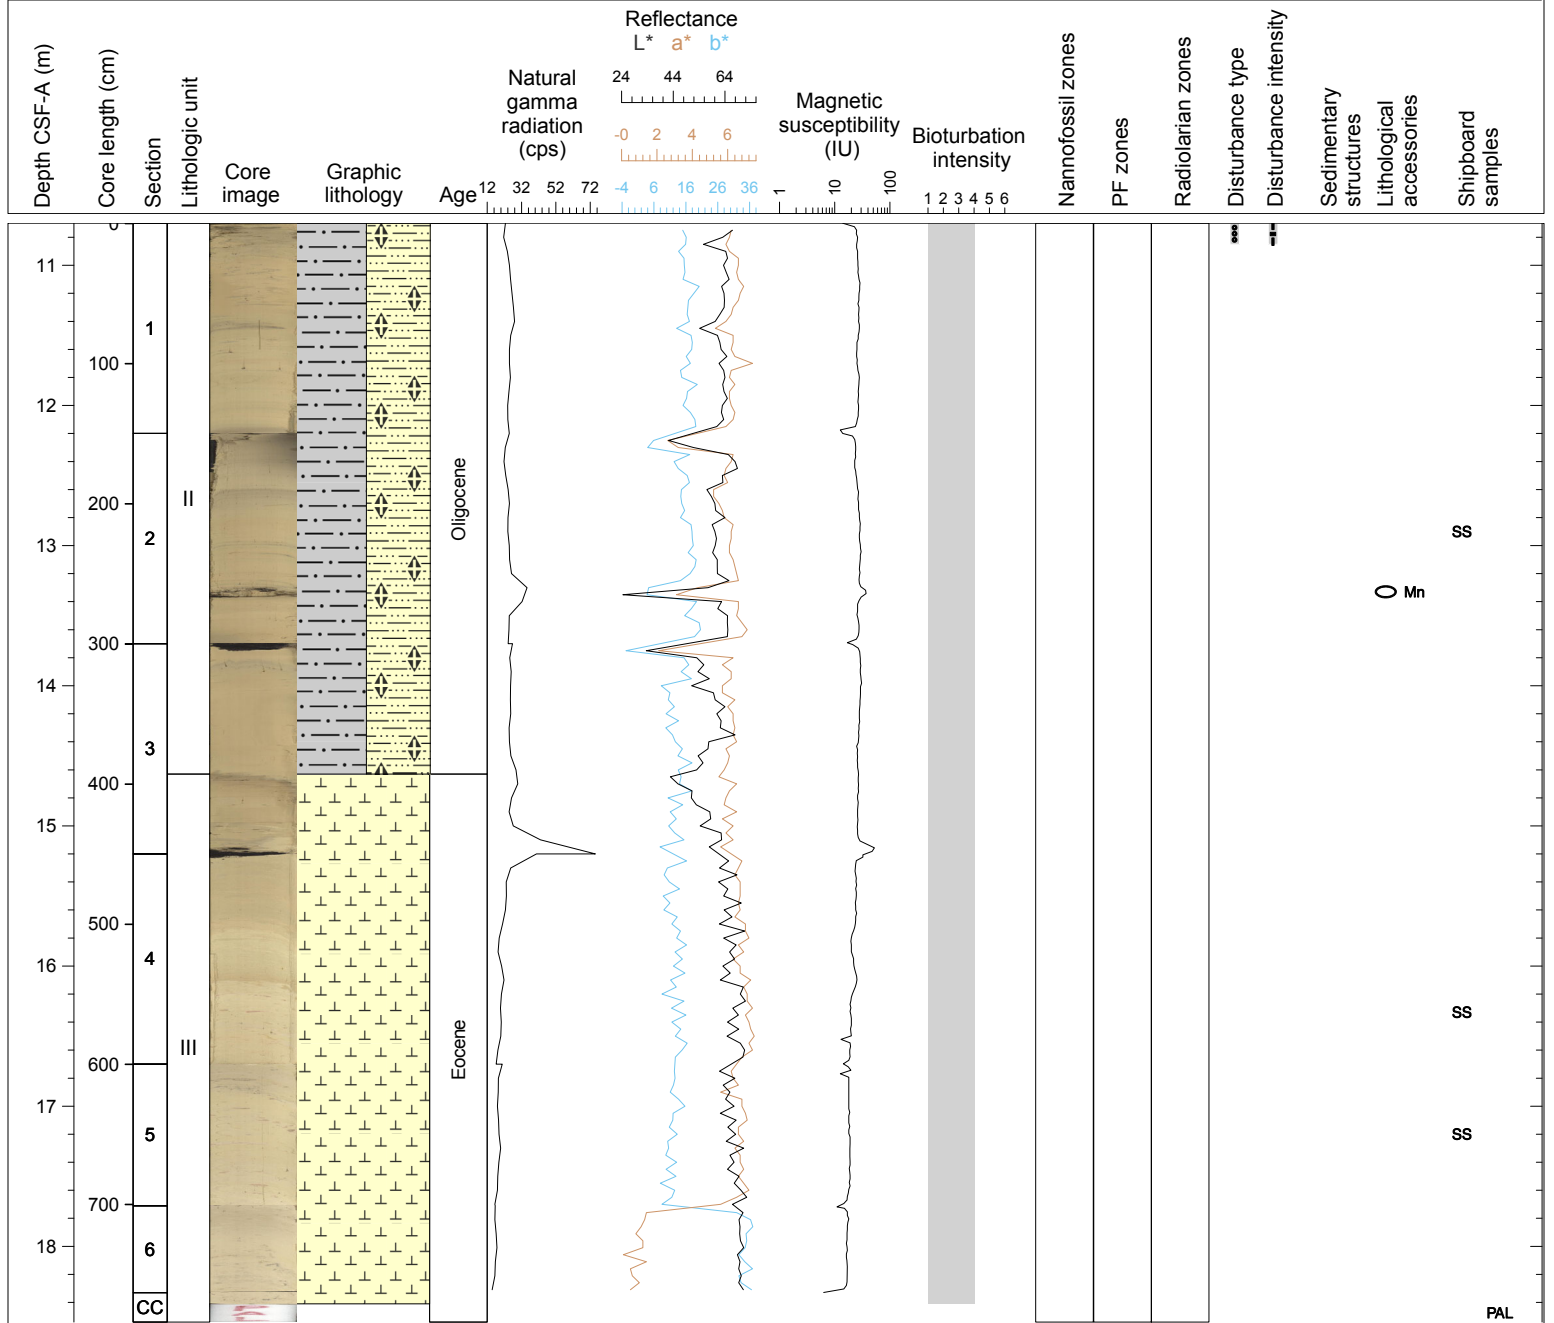 Depth CSF-A (m)
Core length (cm)
Section
Lithologic unit
Core
image
Graphic
lithology
Age
Natural
gamma
radiation
(cps)
12 32 52 72
Reflectance
L* a* b*
24 44 64
-0 2 4 6
-4 6 16 26 36
Magnetic
susceptibility
(IU)
1 10 100
Bioturbation
intensity
1 2 3 4 5 6
Nannofossil zones
PF zones
Radiolarian zones
Disturbance type
Disturbance intensity
Sedimentary
structures
Lithological
accessories
Shipboard
samples
0
11
1
100
12
II
Oligocene
200
2
13
SS
Mn
300
14
3
400
15
500
4
16
SS
III
Eocene
600
17
5
SS
700
18
6
CC
PAL